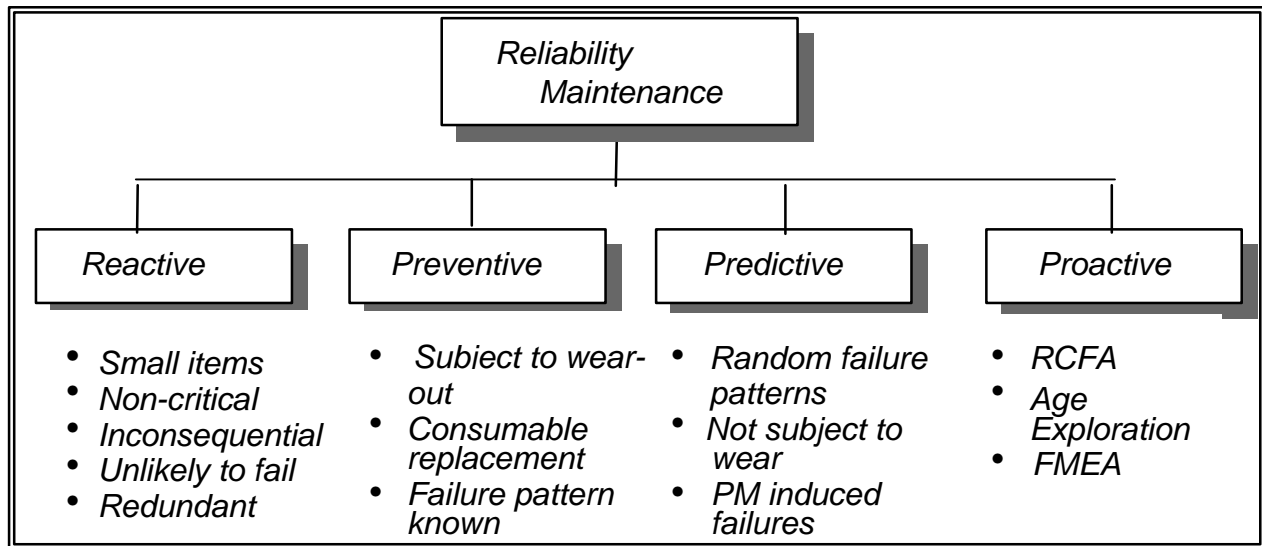 Reliability
Maintenance
Reactive
Preventive
Predictive
Proactive
• Small items
• Non-critical
• Inconsequential
• Unlikely to fail
• Redundant
• Subiect to wear-
out
• Consumable
replacement
• Failure pattern
known
• Random failure
patterns
• Not subject to
wear
• PM induced
failures
• RCFA
• Age
Exploration
• FMEA